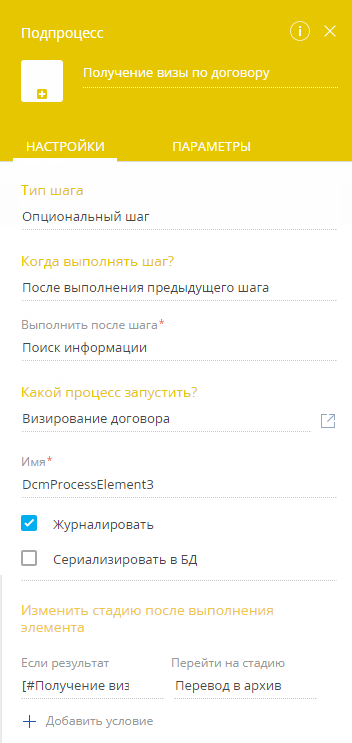 Подпроцесс
Получение визы по договору
НАСТРОЙКИ ПАРАМЕТРЫ
Тип шага
Опциональный шаг
Когда выполнять шаг?
После выполнения предыдущего шага
Выполнить после шага*
Поиск информации
Какой процесс запустить?
Визирование договора
Имя*
DcmProcessElement3
Журналировать
Сериализировать в БД
Изменить стадию после выполнения
элемента
Если результат Перейти на стадию
[#Получение виз Перевод в архив
Добавить условие